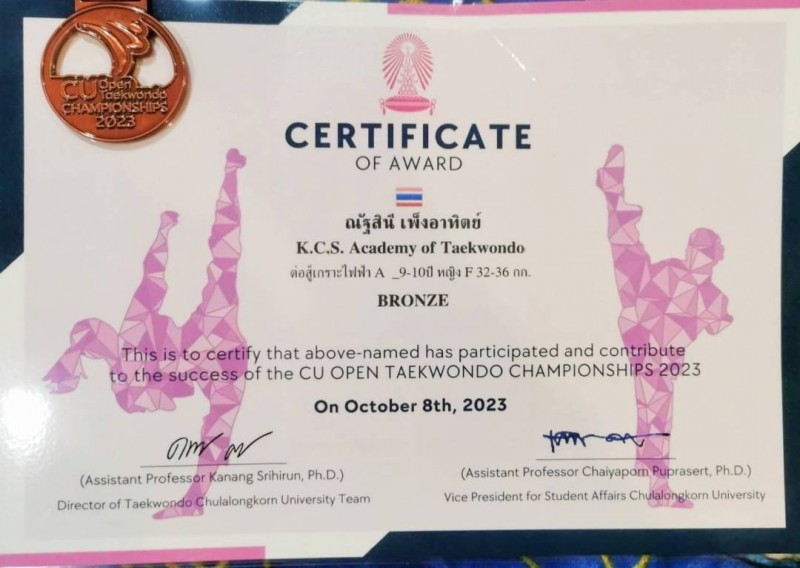 CU Open
Taekwondo
CHAMPIONSHIPS
2023
CERTIFICATE
OF AWARD
ณัฐสินี เพ็งอาทิตย์
K.C.S. Academy of Taekwondo
ต่อสู้เกราะไฟฟ้า A _9-10ปี หญิง F 32-36 กก.
BRONZE
This is to certify that above-named has participated and contribute
to the success of the CU OPEN TAEKWONDO CHAMPIONSHIPS 2023
On October 8th, 2023
(Assistant Professor Kanang Srihirun, Ph.D.)
Director of Taekwondo Chulalongkorn University Team
(Assistant Professor Chaiyaporn Puprasert, Ph.D.)
Vice President for Student Affairs Chulalongkorn University